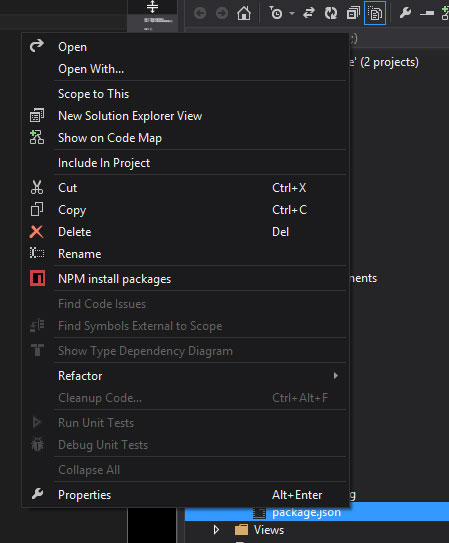 Open
Open With...
Scope to This
New Solution Explorer View
Show on Code Map
Include In Project
Cut Ctrl+X
Copy Ctrl+C
Delete Del
Rename
NPM install packages
Find Code Issues
Find Symbols External to Scope
Show Type Dependency Diagram
Refactor
Cleanup Code... Ctrl+Alt+F
Run Unit Tests
Debug Unit Tests
Collapse All
Properties Alt+Enter
(2 projects)
package.json
Views